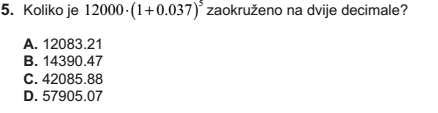 5. Koliko je 12000·(1+0.037)⁵ zaokruženo na dvije decimale?
A. 12083.21
B. 14390.47
C. 42085.88
D. 57905.07